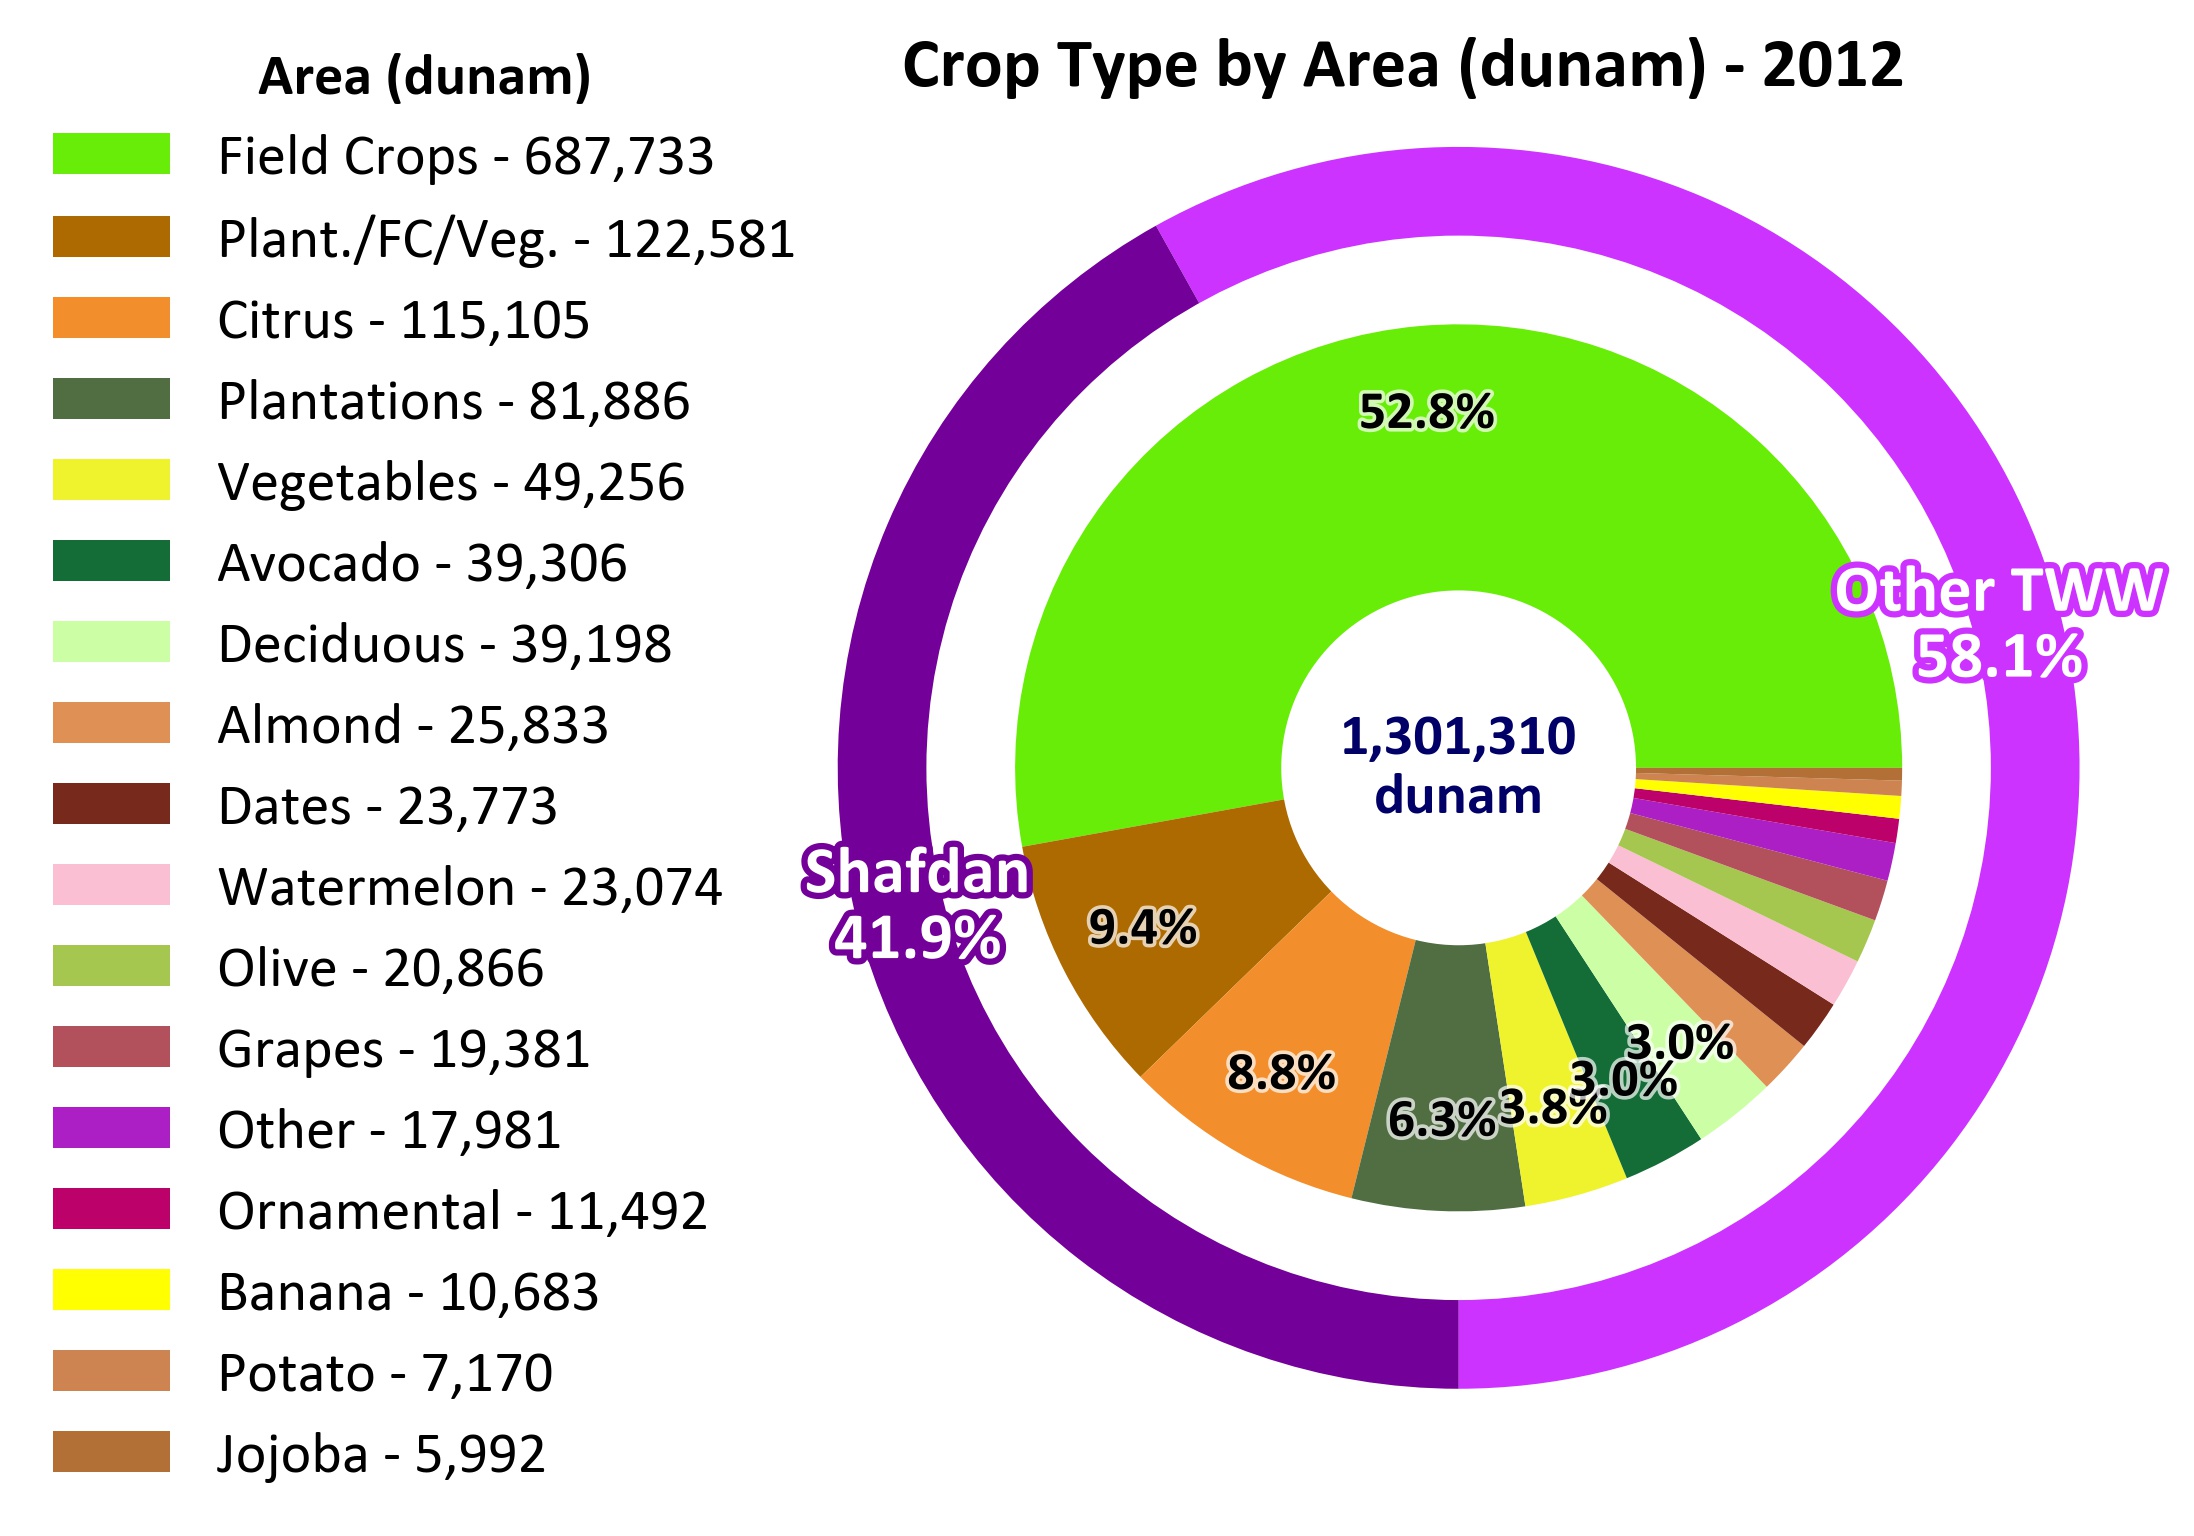 Area (dunam)
Field Crops - 687,733
Plant./FC/Veg. - 122,581
Citrus - 115,105
Plantations - 81,886
Vegetables - 49,256
Avocado - 39,306
Deciduous - 39,198
Almond - 25,833
Dates - 23,773
Watermelon - 23,074
Olive - 20,866
Grapes - 19,381
Other - 17,981
Ornamental - 11,492
Banana - 10,683
Potato - 7,170
Jojoba - 5,992
Crop Type by Area (dunam) - 2012
52.8%
Other TWW
58.1%
1,301,310
dunam
Shafdan
41.9%
9.4%
8.8%
6.3%
3.8%
3.0%
3.0%